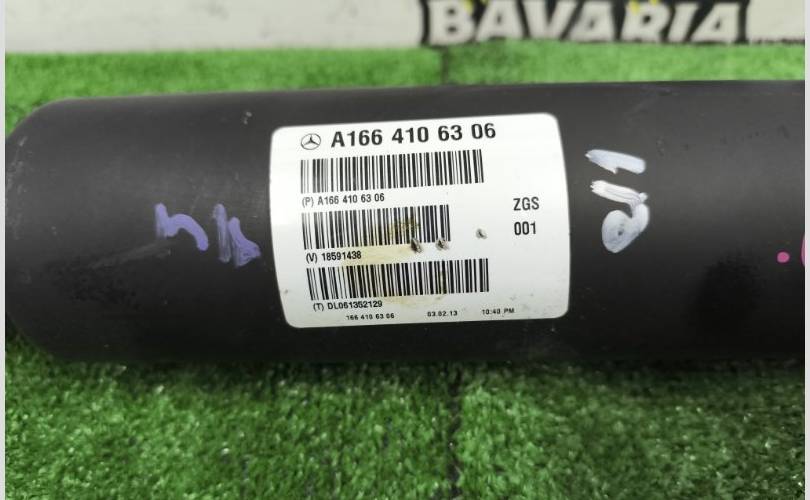 BAVARIA
A166 410 63 06
(P) A166 410 63 06
ZGS
001
(V) 18591438
(T) DL061352129
166 410 63 06 03.02.13 10:40 PM